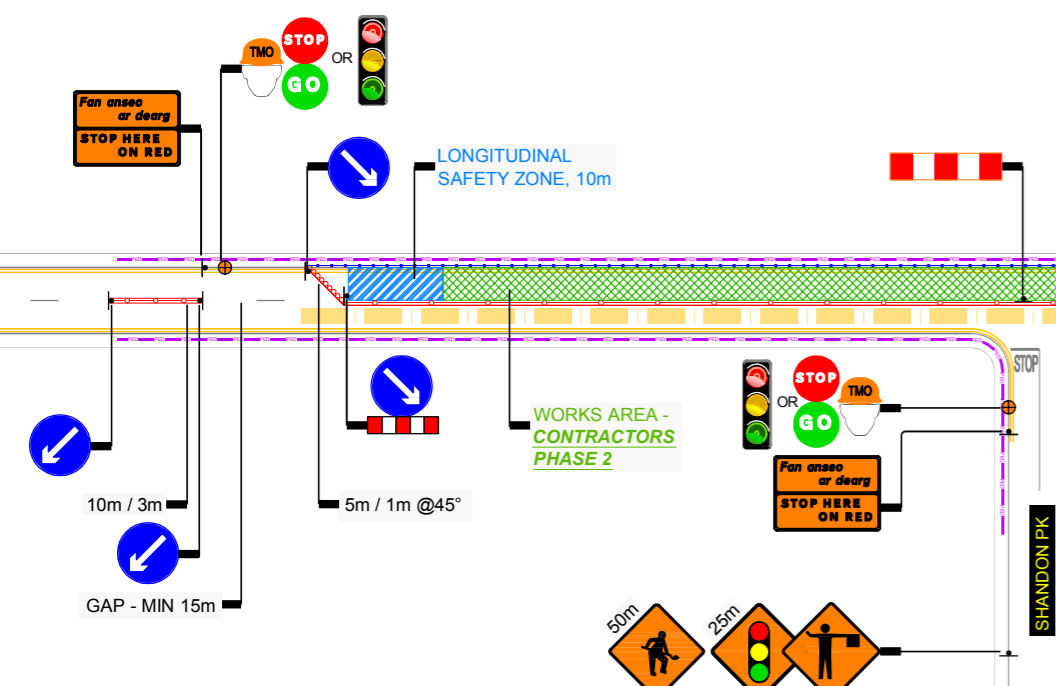 TMO
STOP
GO
OR
Fan anseo
ar dearg
STOP HERE
ON RED
LONGITUDINAL
SAFETY ZONE, 10m
STOP
OR
STOP
GO
TMO
WORKS AREA -
CONTRACTORS
PHASE 2
Fan anseo
ar dearg
STOP HERE
ON RED
10m / 3m
5m / 1m @45°
GAP - MIN 15m
SHANDON PK
50m
25m